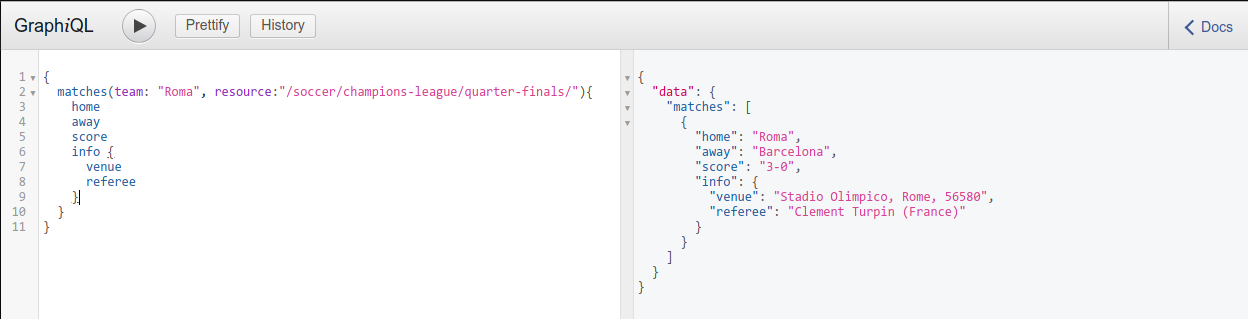 GraphiQL
Prettify
History
Docs
1 {
2 matches(team: "Roma", resource:"/soccer/champions-league/quarter-finals/"){
3 home
4 away
5 score
6 info {
7 venue
8 referee
9 }
10 }
11 }
{
"data": {
"matches": [
{
"home": "Roma",
"away": "Barcelona",
"score": "3-0",
"info": {
"venue": "Stadio Olimpico, Rome, 56580",
"referee": "Clement Turpin (France)"
}
}
]
}
}